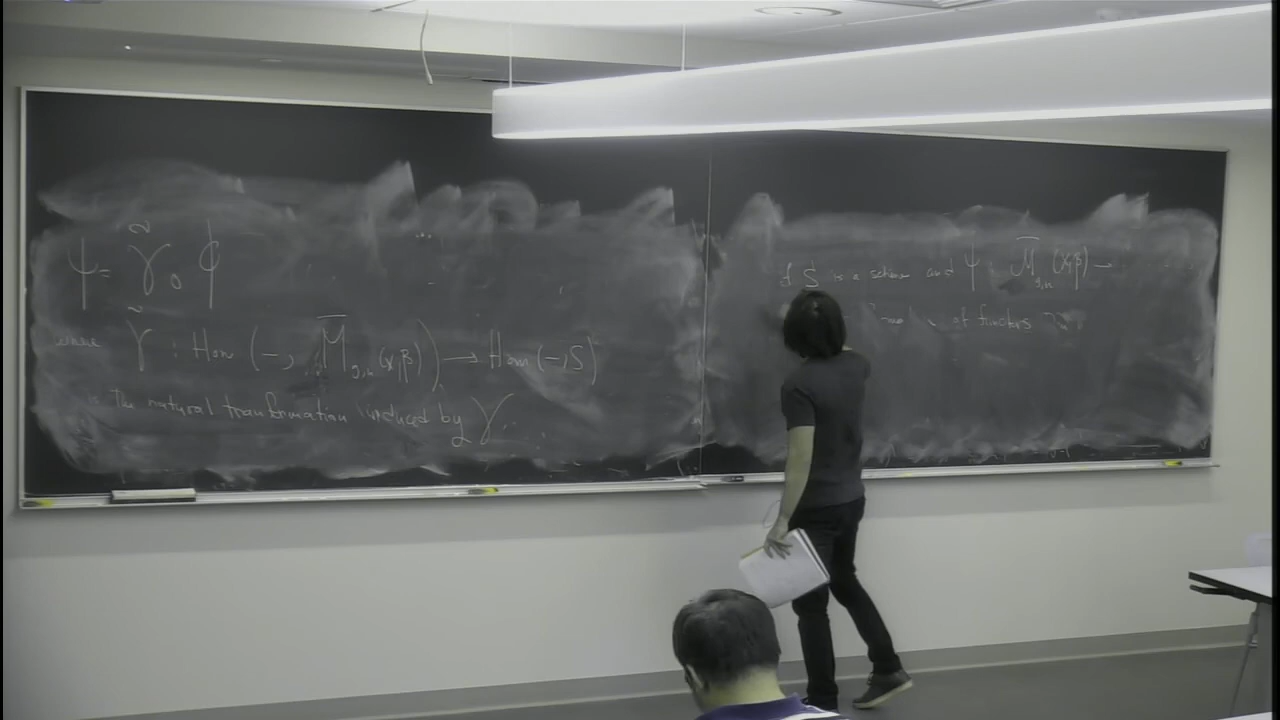 ψ = γ̃ ∘ ϕ
where γ̃ : Hom (−, M̄_{g,n}(X,β)) → Hom(−, S)
is the natural transformation induced by γ.
if S is a scheme and ψ : M̄_{g,n}(X,β) →
of functors